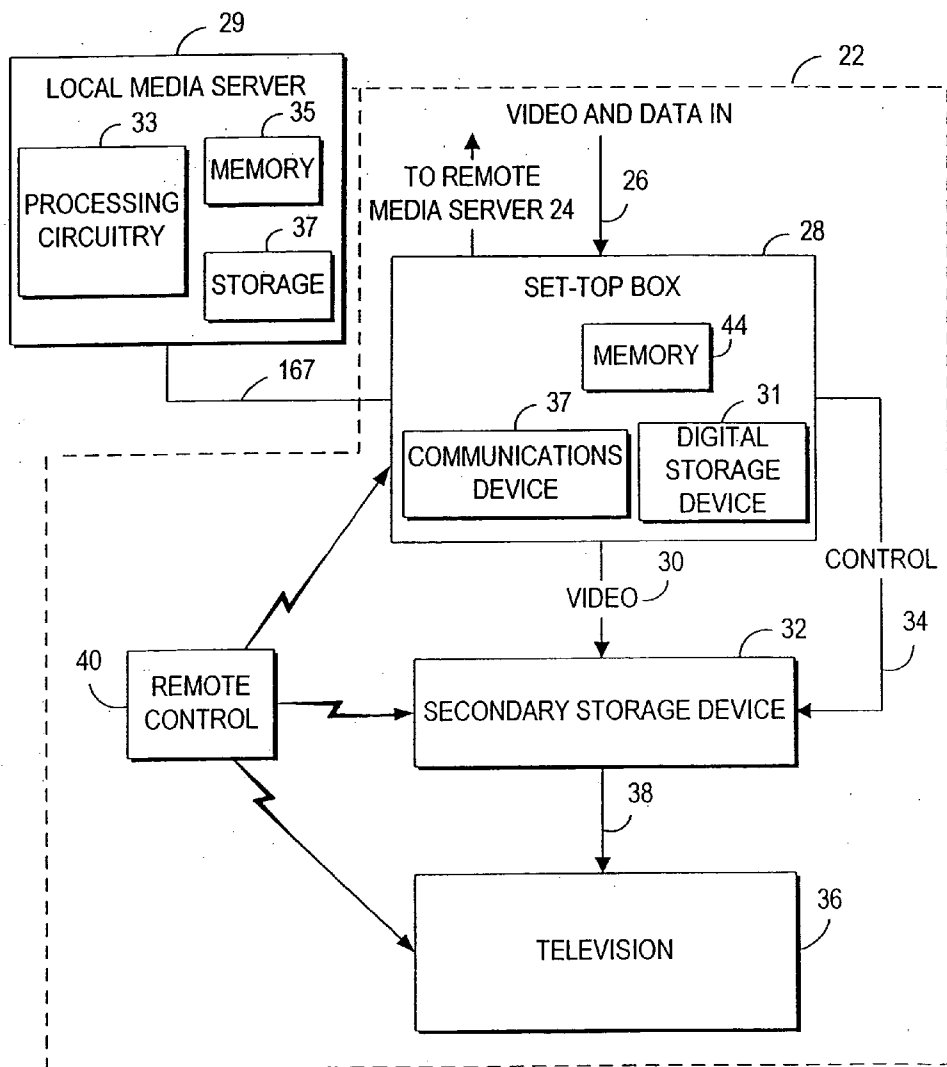 29
LOCAL MEDIA SERVER
33
35
PROCESSING
CIRCUITRY
MEMORY
37
STORAGE
167
22
VIDEO AND DATA IN
TO REMOTE
MEDIA SERVER 24
26
28
SET-TOP BOX
MEMORY
44
37
COMMUNICATIONS
DEVICE
31
DIGITAL
STORAGE
DEVICE
VIDEO
30
CONTROL
34
40
REMOTE
CONTROL
32
SECONDARY STORAGE DEVICE
38
TELEVISION
36